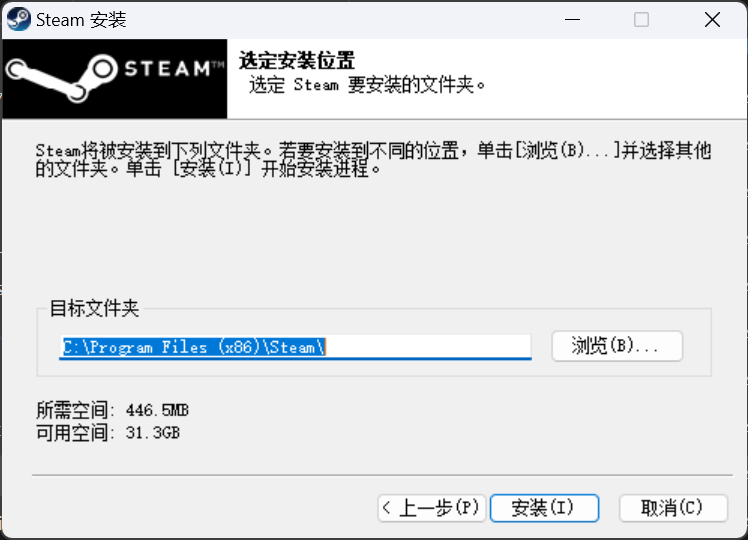 Steam 安装
STEAM™
选定安装位置
选定 Steam 要安装的文件夹。
Steam将被安装到下列文件夹。若要安装到不同的位置，单击[浏览(B)...]并选择其他
的文件夹。单击 [安装(I)] 开始安装进程。
目标文件夹
C:\Program Files (x86)\Steam\
浏览(B)...
所需空间: 446.5MB
可用空间: 31.3GB
< 上一步(P)
安装(I)
取消(C)